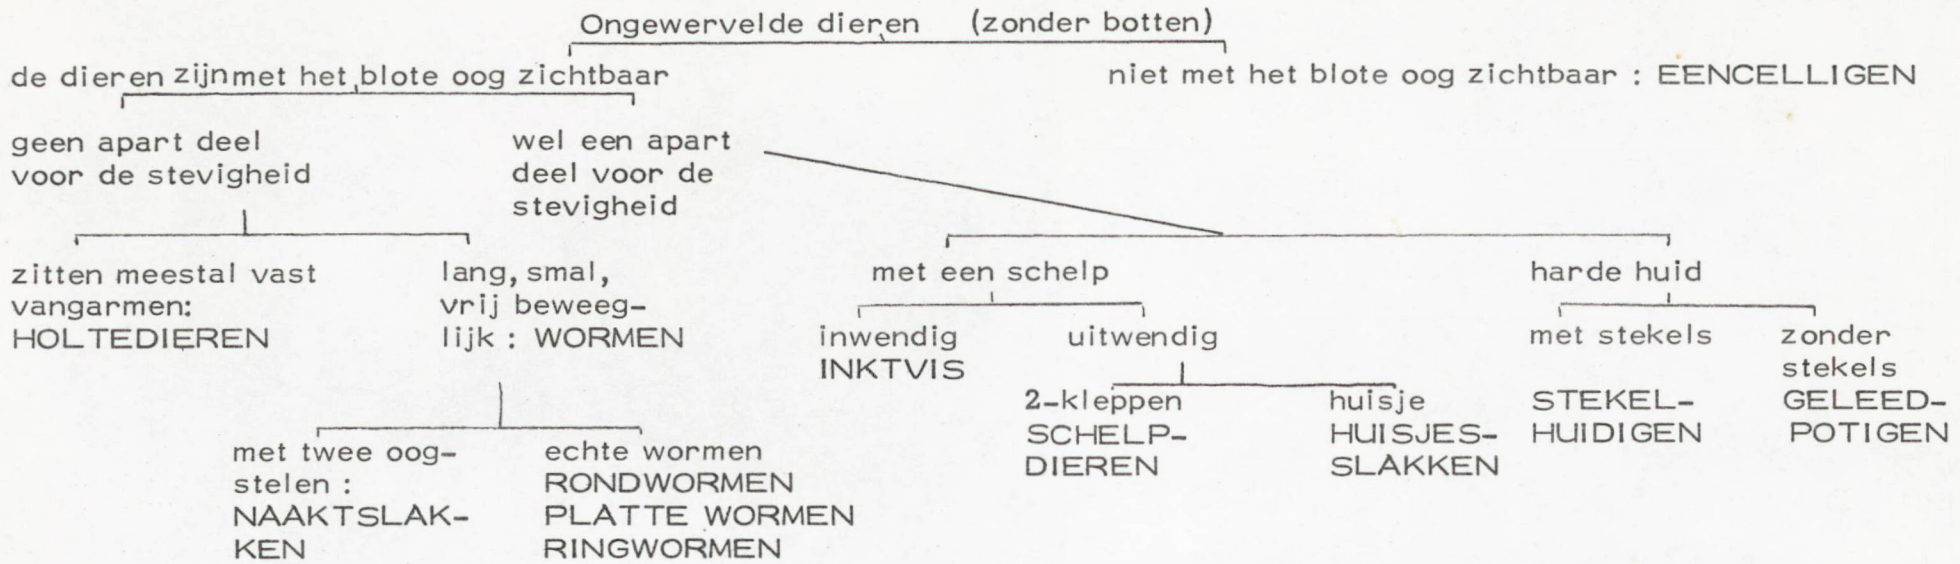 Ongewervelde dieren (zonder botten)
de dieren zijn met het blote oog zichtbaar
niet met het blote oog zichtbaar : EENCELLIGEN
geen apart deel
voor de stevigheid
wel een apart
deel voor de
stevigheid
zitten meestal vast
vangarmen:
HOLTEDIEREN
lang, smal,
vrij beweeg-
lijk : WORMEN
met een schelp
harde huid
inwendig
INKTVIS
uitwendig
met stekels
STEKEL-
HUIDIGEN
zonder
stekels
GELEED-
POTIGEN
2-kleppen
SCHELP-
DIEREN
huisje
HUISJES-
SLAKKEN
met twee oog-
stelen :
NAAKTSLAK-
KEN
echte wormen
RONDWORMEN
PLATTE WORMEN
RINGWORMEN